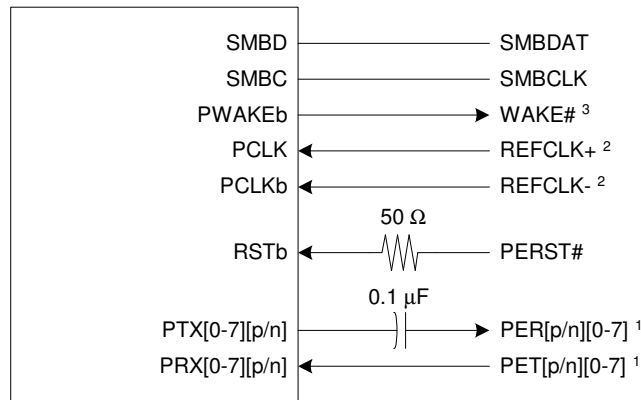 SMBD SMBDAT
SMBC SMBCLK
PWAKEb WAKE# ³
PCLK REFCLK+ ²
PCLKb REFCLK- ²
50 Ω
RSTb PERST#
0.1 μF
PTX[0-7][p/n] PER[p/n][0-7] ¹
PRX[0-7][p/n] PET[p/n][0-7] ¹